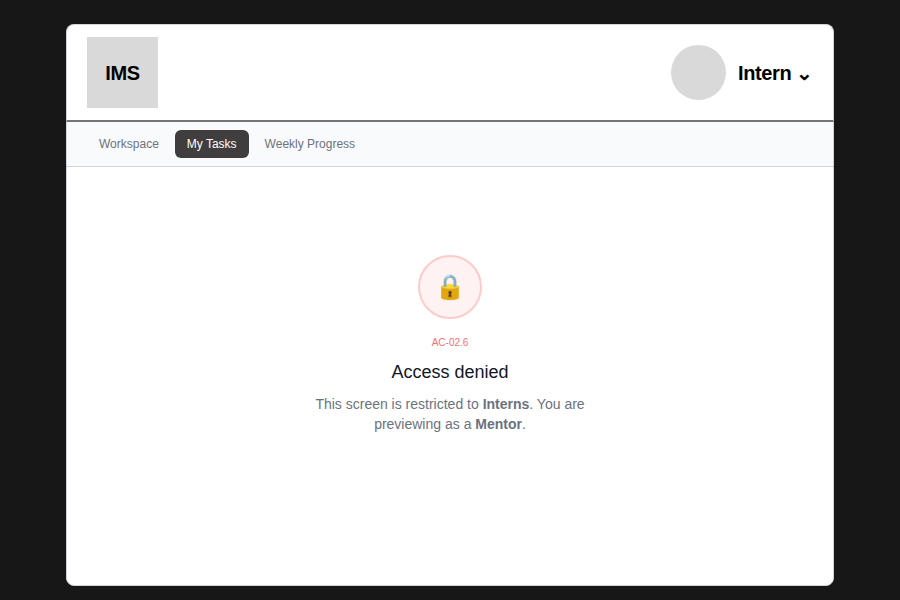 IMS
Intern
Workspace
My Tasks
Weekly Progress
AC-02.6
Access denied
This screen is restricted to Interns. You are
previewing as a Mentor.